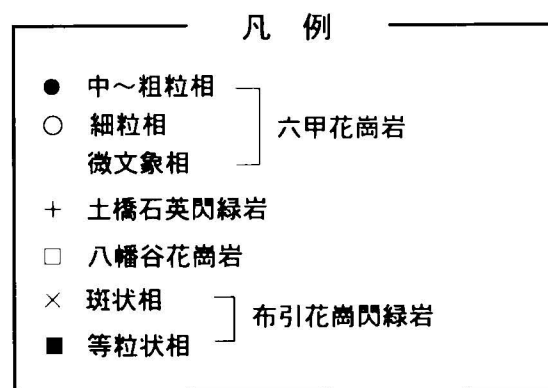 凡例
● 中～粗粒相
○ 細粒相
六甲花崗岩
微文象相
+ 土橋石英閃緑岩
□ 八幡谷花崗岩
× 斑状相
布引花崗閃緑岩
■ 等粒状相